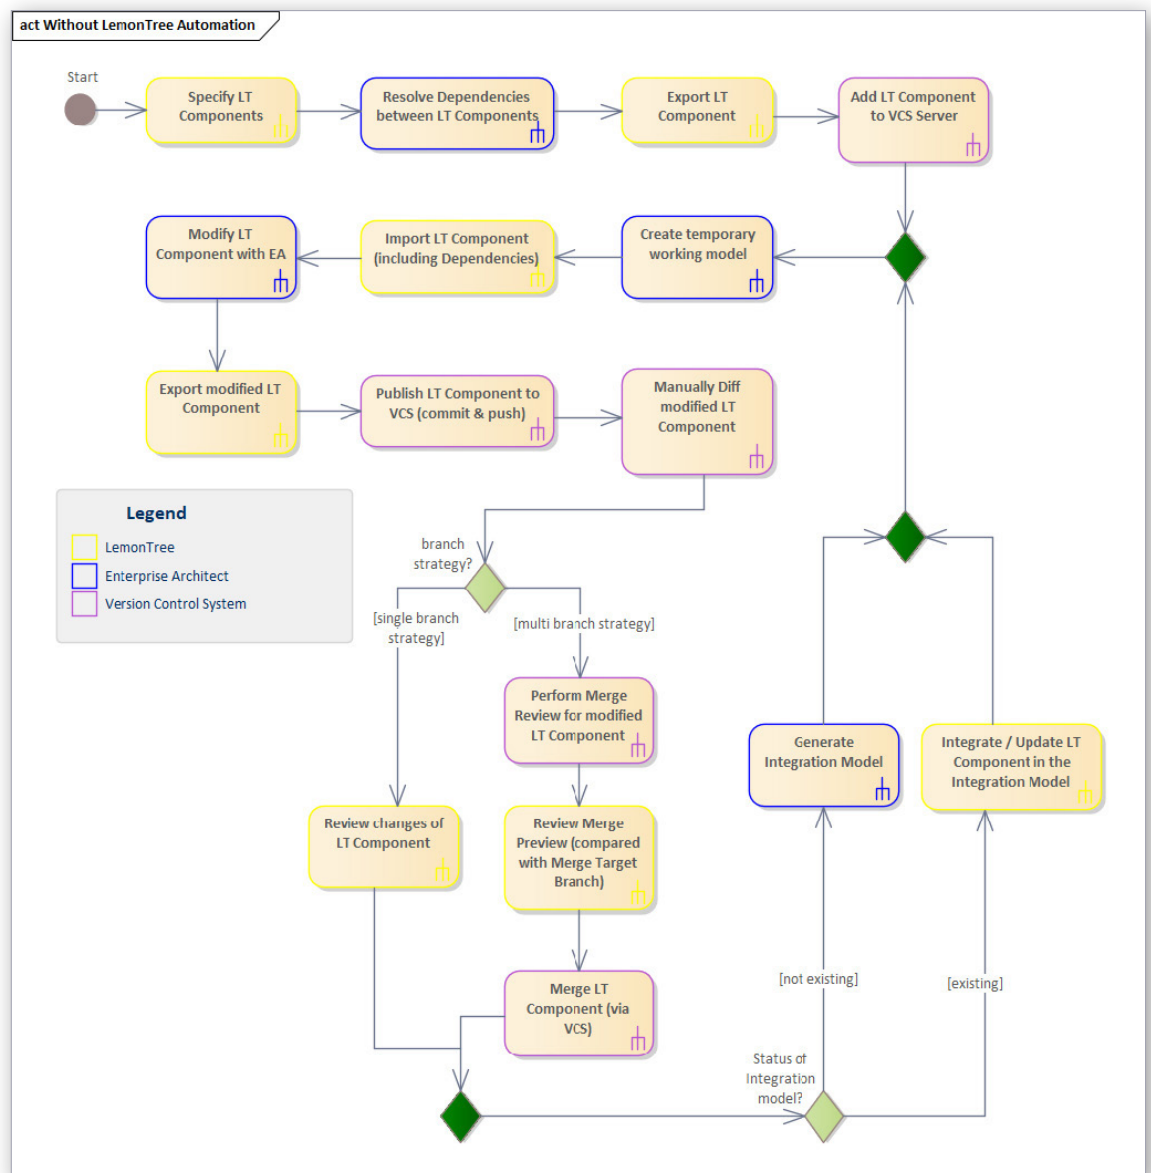 act Without LemonTree Automation
Start
Specify LT
Components
Resolve Dependencies
between LT Components
Export LT
Component
Add LT Component
to VCS Server
Modify LT
Component with EA
Import LT Component
(including Dependencies)
Create temporary
working model
Export modified LT
Component
Publish LT Component to
VCS (commit & push)
Manually Diff
modified LT
Component
Legend
LemonTree
Enterprise Architect
Version Control System
branch
strategy?
[single branch
strategy]
[multi branch strategy]
Perform Merge
Review for modified
LT Component
Generate
Integration Model
Integrate / Update LT
Component in the
Integration Model
Review changes of
LT Component
Review Merge
Preview (compared
with Merge Target
Branch)
[not existing]
[existing]
Merge LT
Component (via
VCS)
Status of
Integration
model?